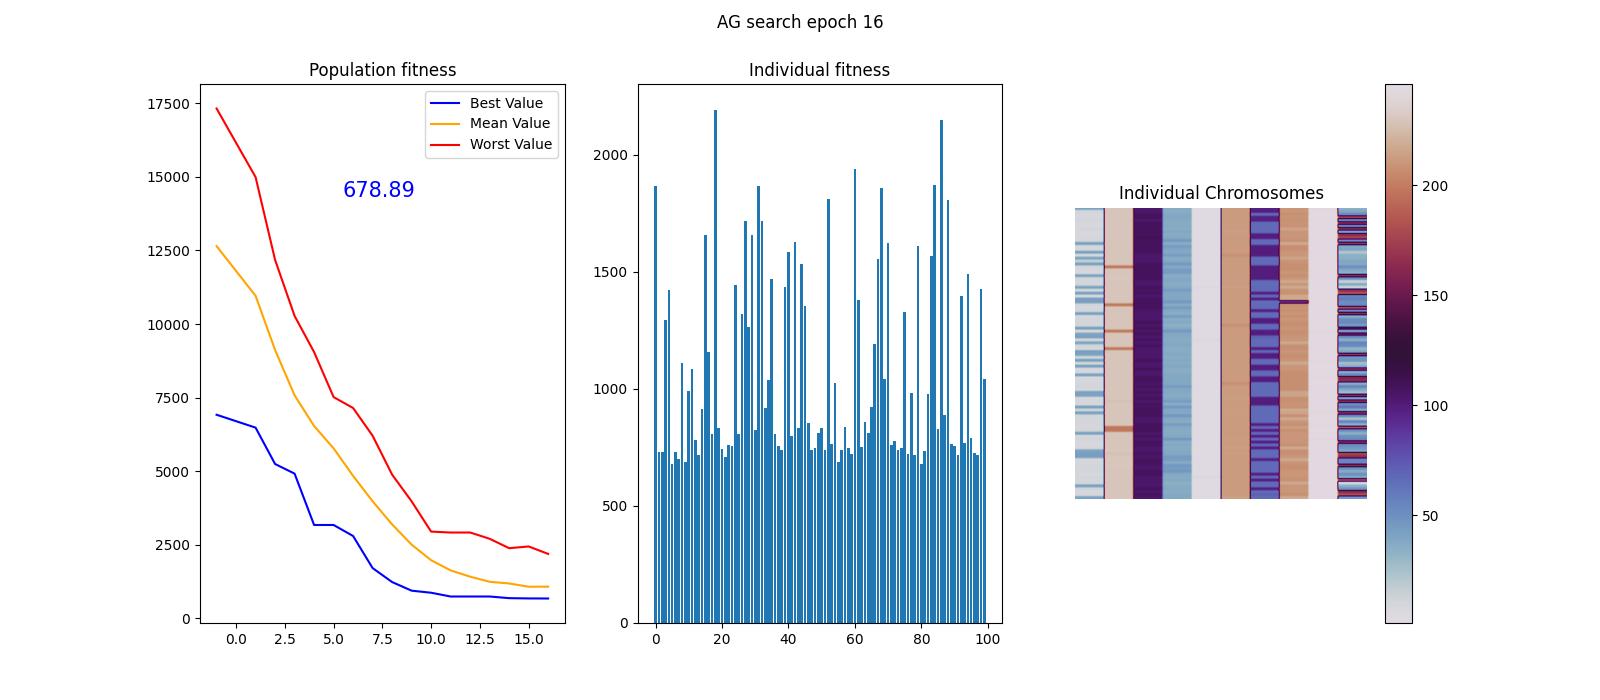 AG search epoch 16
Population fitness
17500
15000
12500
10000
7500
5000
2500
0
0.0 2.5 5.0 7.5 10.0 12.5 15.0
Best Value
Mean Value
Worst Value
678.89
Individual fitness
2000
1500
1000
500
0
0 20 40 60 80 100
Individual Chromosomes
200
150
100
50